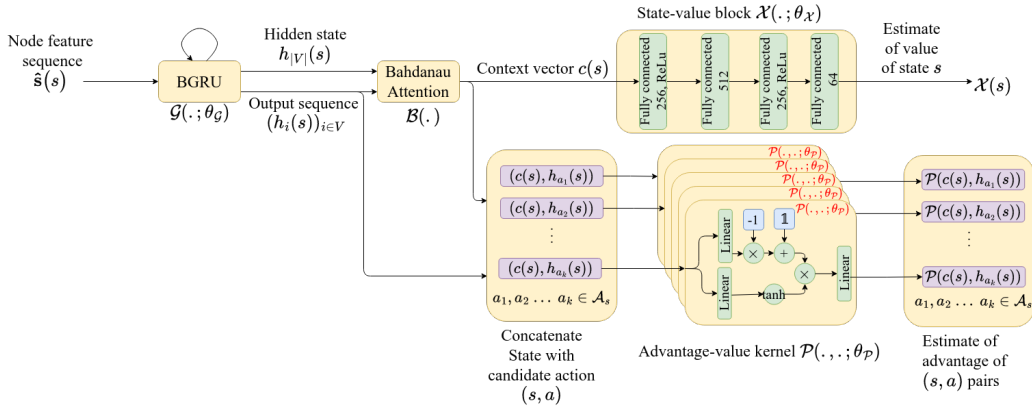 Node feature
sequence
ŝ(s)
BGRU
𝒢(.;θ_𝒢)
Hidden state
h_{|V|}(s)
Output sequence
(h_i(s))_{i∈V}
Bahdanau
Attention
ℬ(.)
Context vector c(s)
State-value block 𝒳(.;θ_𝒳)
Fully connected
256, ReLu
Fully connected
512
Fully connected
256, ReLu
Fully connected
64
Estimate
of value
of state s
𝒳(s)
(c(s), h_{a_1}(s))
(c(s), h_{a_2}(s))
⋮
(c(s), h_{a_k}(s))
a_1, a_2 … a_k ∈ 𝒜_s
Concatenate
State with
candidate action
(s, a)
𝒫(.,.;θ_𝒫)
𝒫(.,.;θ_𝒫)
𝒫(.,.;θ_𝒫)
𝒫(.,.;θ_𝒫)
𝒫(.,.;θ_𝒫)
Linear
-1
𝟙
×
+
×
Linear
Linear
tanh
Advantage-value kernel 𝒫(.,.;θ_𝒫)
𝒫(c(s), h_{a_1}(s))
𝒫(c(s), h_{a_2}(s))
⋮
𝒫(c(s), h_{a_k}(s))
a_1, a_2 … a_k ∈ 𝒜_s
Estimate of
advantage of
(s, a) pairs